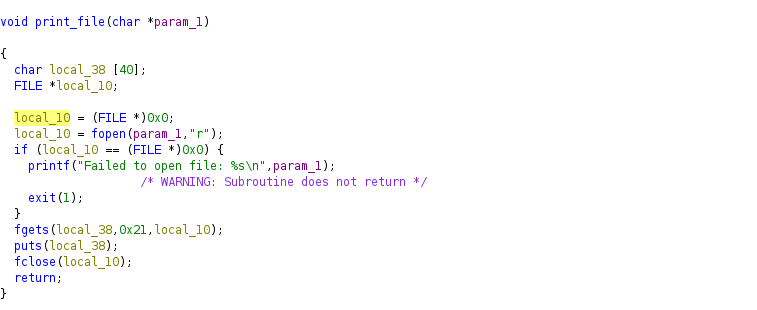 void print_file(char *param_1)
{
char local_38 [40];
FILE *local_10;
local_10 = (FILE *)0x0;
local_10 = fopen(param_1,"r");
if (local_10 == (FILE *)0x0) {
printf("Failed to open file: %s\n",param_1);
/* WARNING: Subroutine does not return */
exit(1);
}
fgets(local_38,0x21,local_10);
puts(local_38);
fclose(local_10);
return;
}